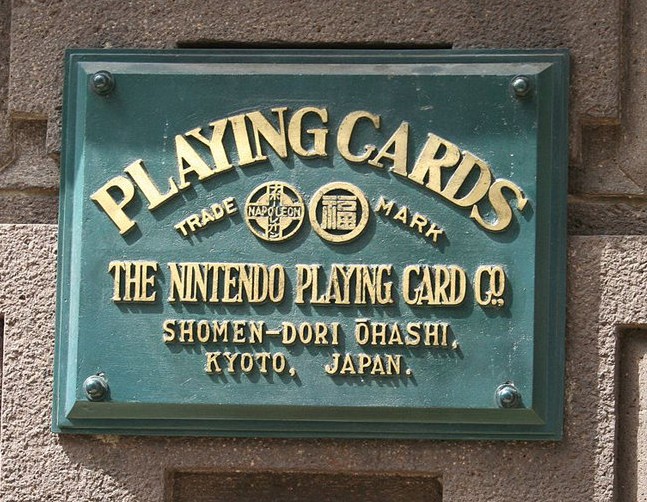 PLAYING CARDS
TRADE NAPOLEON 福 MARK
THE NINTENDO PLAYING CARD CO.,
SHOMEN-DORI ŌHASHI,
KYOTO, JAPAN.